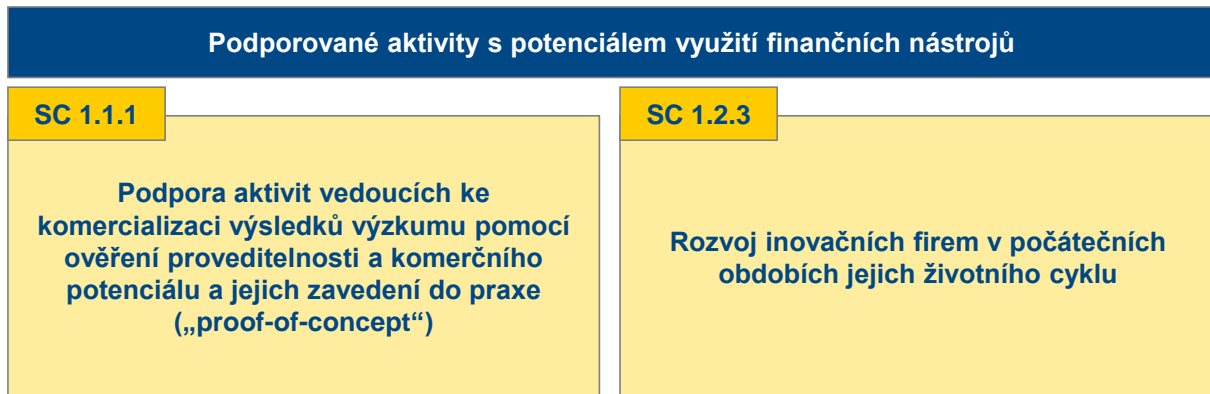 Podporované aktivity s potenciálem využití finančních nástrojů
SC 1.1.1
Podpora aktivit vedoucích ke
komercializaci výsledků výzkumu pomocí
ověření proveditelnosti a komerčního
potenciálu a jejich zavedení do praxe
(„proof-of-concept“)
SC 1.2.3
Rozvoj inovačních firem v počátečních
obdobích jejich životního cyklu